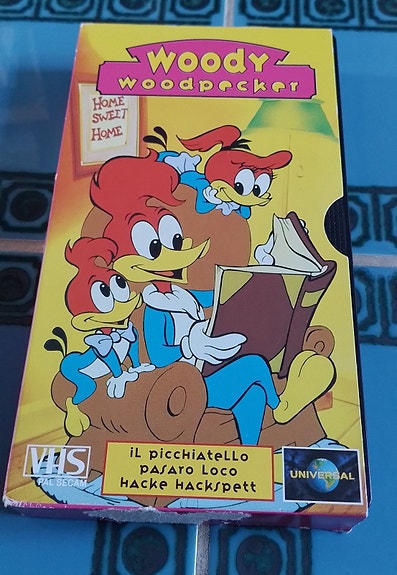 Woody
Woodpecker
HOME
SWEET
HOME
iL picchiatello
pasaro loco
hacke hackspett
VHS
PAL SECAM
UNIVERSAL